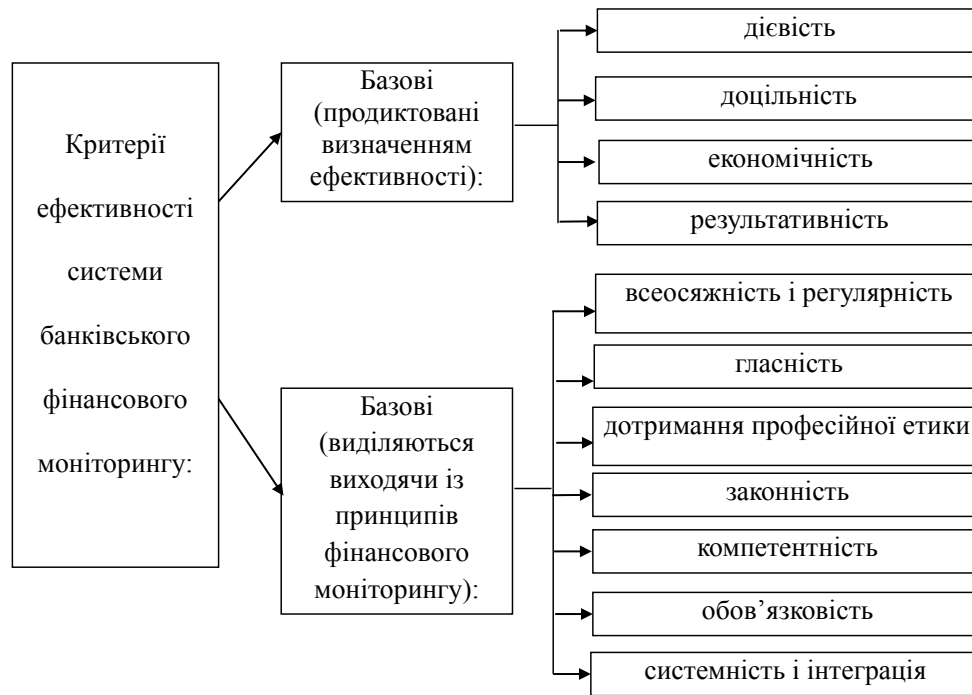 Критерії
ефективності
системи
банківського
фінансового
моніторингу:
Базові
(продиктовані
визначенням
ефективності):
дієвість
доцільність
економічність
результативність
Базові
(виділяються
виходячи із
принципів
фінансового
моніторингу):
всеосяжність і регулярність
гласність
дотримання професійної етики
законність
компетентність
обов’язковість
системність і інтеграція